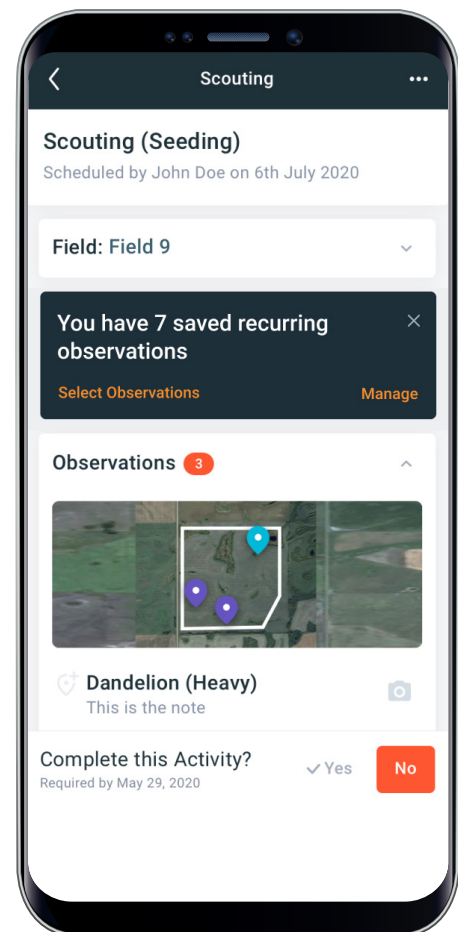 Scouting
Scouting (Seeding)
Scheduled by John Doe on 6th July 2020
Field: Field 9
You have 7 saved recurring
observations
Select Observations
Manage
Observations 3
Dandelion (Heavy)
This is the note
Complete this Activity?
Required by May 29, 2020
Yes
No